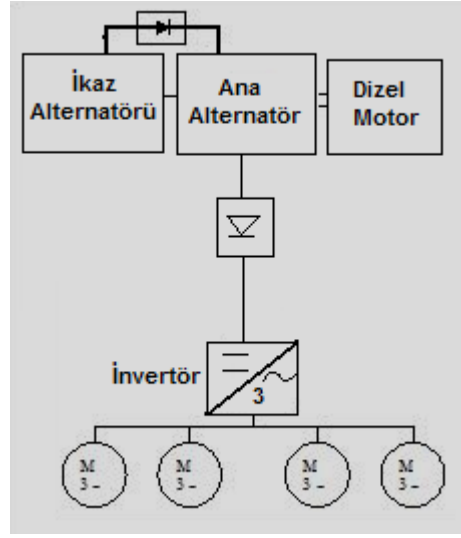 İkaz
Alternatörü
Ana
Alternatör
Dizel
Motor
İnvertör
3
M
3 –
M
3 –
M
3 –
M
3 –